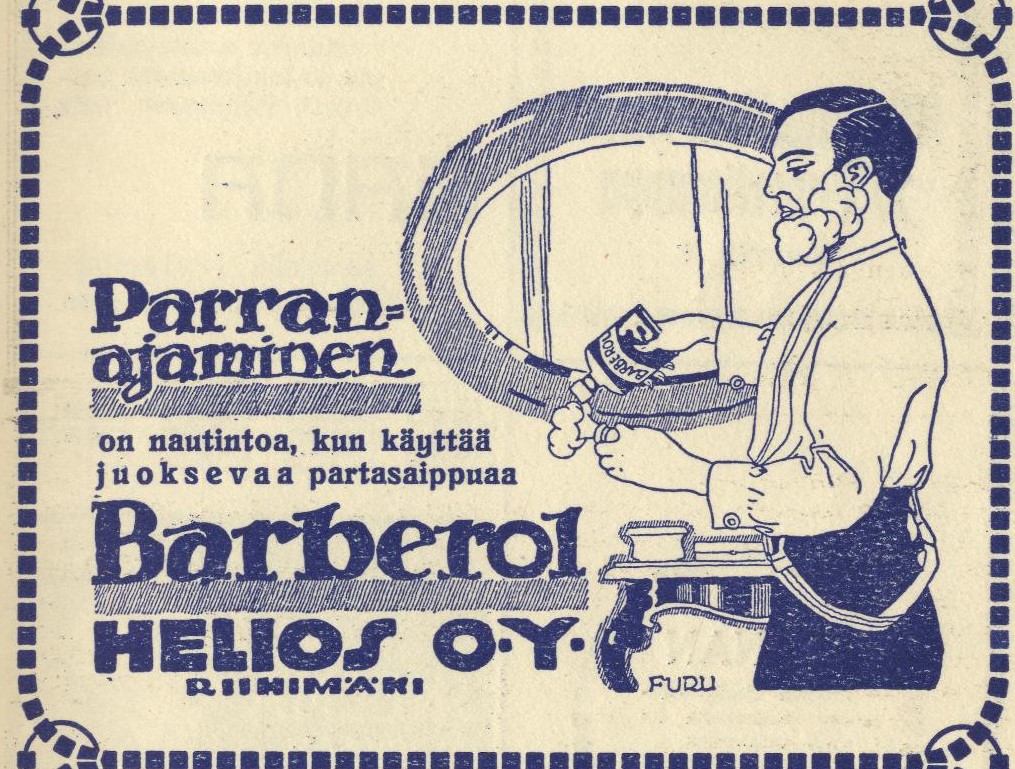 Parran=
ajaminen
on nautintoa, kun käyttää
juoksevaa partasaippuaa
Barberol
HELIOS O·Y·
RIIHIMÄKI
BARBEROL
FURU